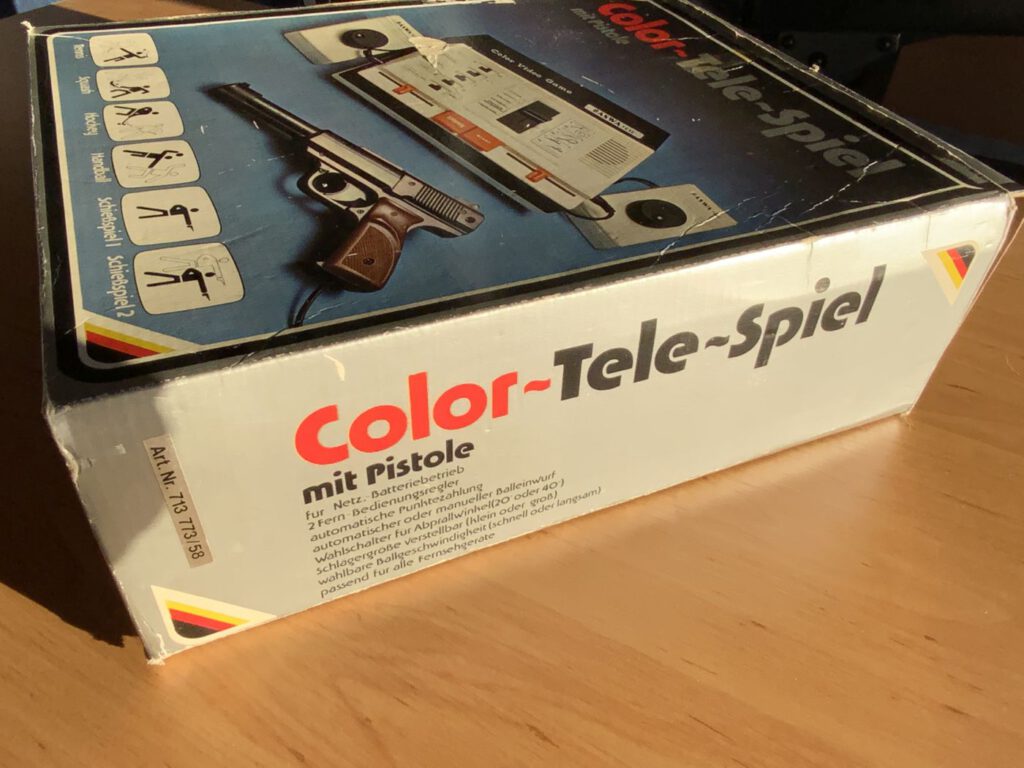 Color-Tele~Spiel
mit Pistole
Color Video Game
Tennis
Squash
Hockey
Handball
Schießspiel 1
Schießspiel 2
Color~Tele~Spiel
mit Pistole
für Netz- Batteriebetrieb
2 Fern-Bedienungsregler
automatische Punktezählung
automatischer oder manueller Balleinwurf
Wahlschalter für Abprallwinkel (20° oder 40°)
Schlägergröße verstellbar (klein oder groß)
wählbare Ballgeschwindigkeit (schnell oder langsam)
passend für alle Fernsehgeräte
Art. Nr. 713 773/58